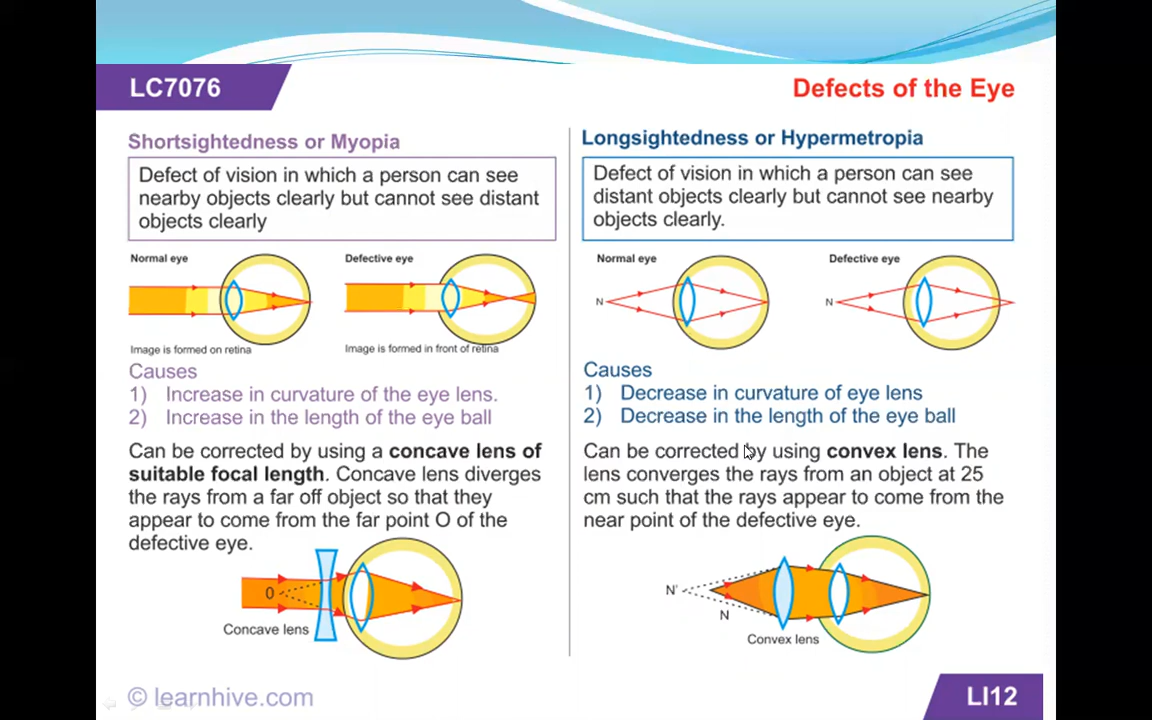 LC7076
Defects of the Eye
Shortsightedness or Myopia
Defect of vision in which a person can see
nearby objects clearly but cannot see distant
objects clearly
Normal eye
Defective eye
Image is formed on retina
Image is formed in front of retina
Causes
1) Increase in curvature of the eye lens.
2) Increase in the length of the eye ball
Can be corrected by using a concave lens of
suitable focal length. Concave lens diverges
the rays from a far off object so that they
appear to come from the far point O of the
defective eye.
O
Concave lens
Longsightedness or Hypermetropia
Defect of vision in which a person can see
distant objects clearly but cannot see nearby
objects clearly.
Normal eye
Defective eye
N
N
Causes
1) Decrease in curvature of eye lens
2) Decrease in the length of the eye ball
Can be corrected by using convex lens. The
lens converges the rays from an object at 25
cm such that the rays appear to come from the
near point of the defective eye.
N'
N
Convex lens
© learnhive.com
LI12